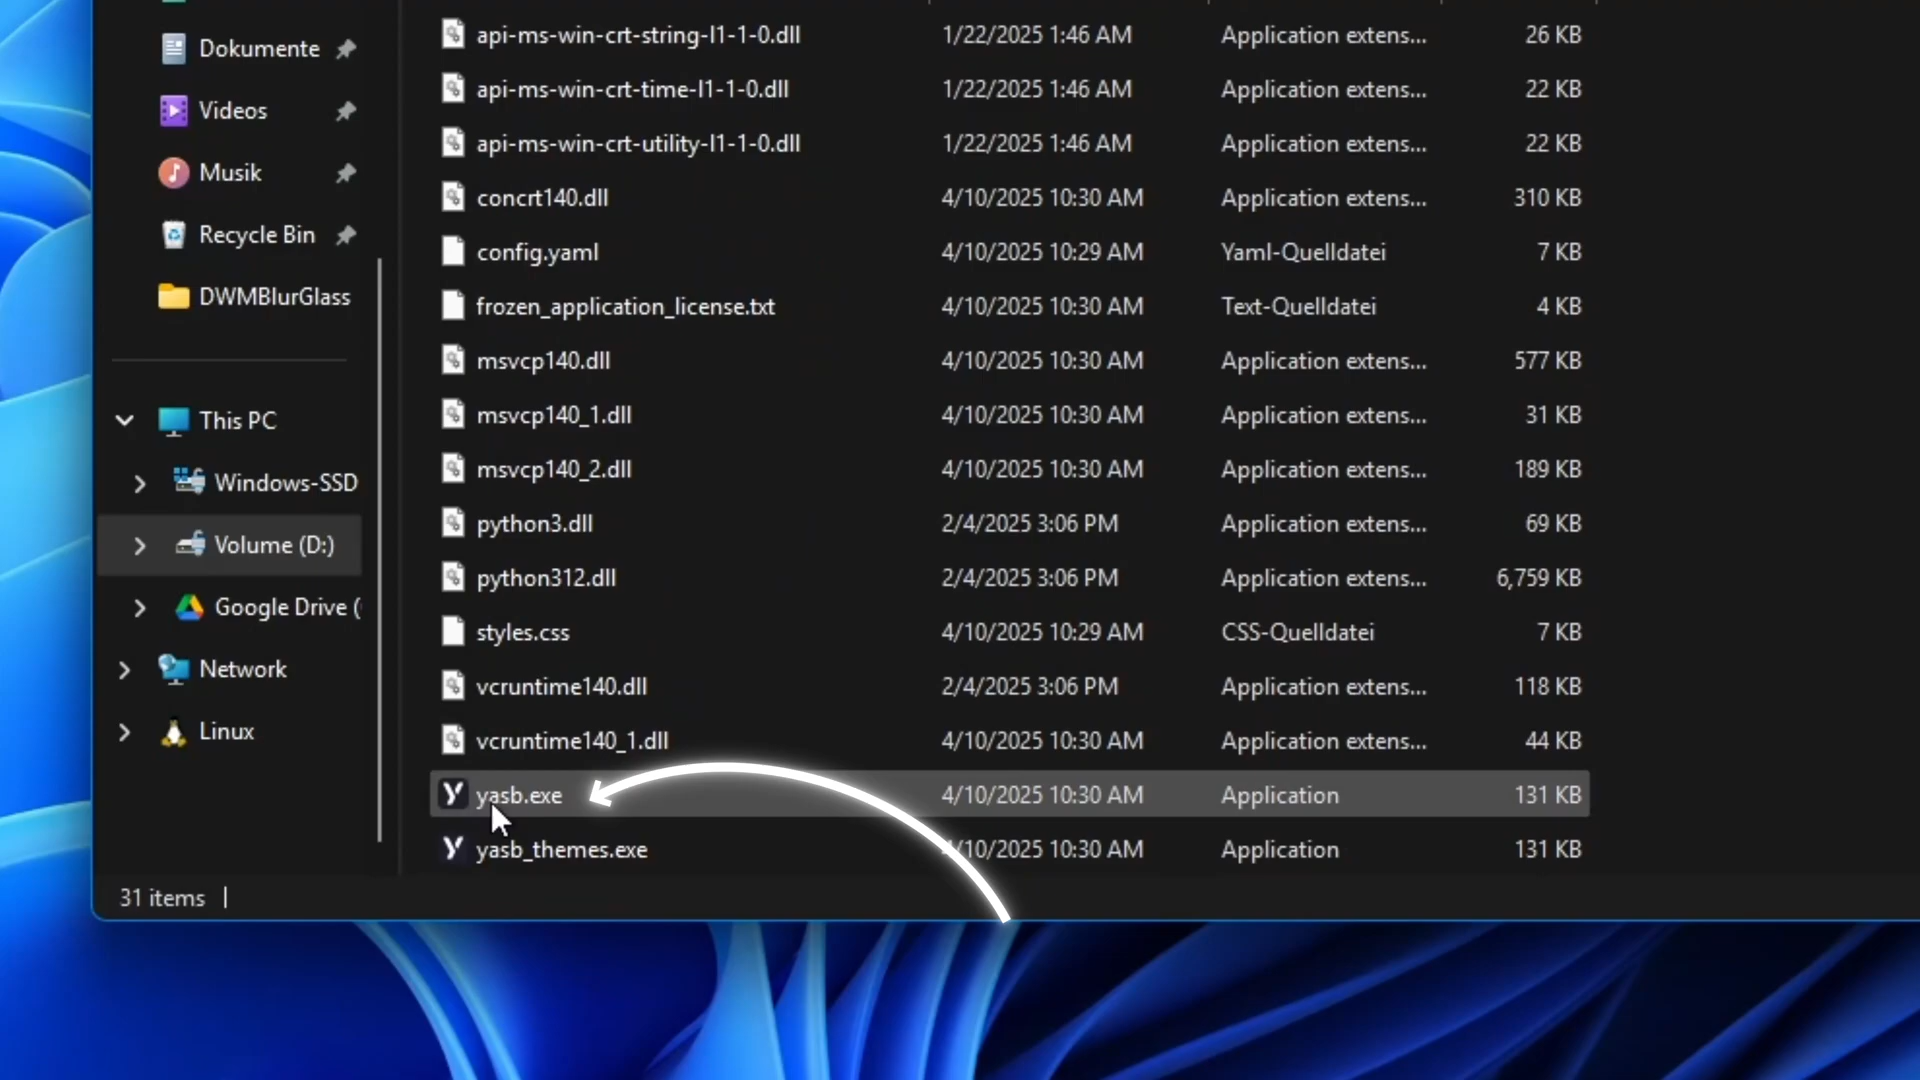 Dokumente
Videos
Musik
Recycle Bin
DWMBlurGlass
This PC
Windows-SSD
Volume (D:)
Google Drive (
Network
Linux
api-ms-win-crt-string-l1-1-0.dll 1/22/2025 1:46 AM Application extens... 26 KB
api-ms-win-crt-time-l1-1-0.dll 1/22/2025 1:46 AM Application extens... 22 KB
api-ms-win-crt-utility-l1-1-0.dll 1/22/2025 1:46 AM Application extens... 22 KB
concrt140.dll 4/10/2025 10:30 AM Application extens... 310 KB
config.yaml 4/10/2025 10:29 AM Yaml-Quelldatei 7 KB
frozen_application_license.txt 4/10/2025 10:30 AM Text-Quelldatei 4 KB
msvcp140.dll 4/10/2025 10:30 AM Application extens... 577 KB
msvcp140_1.dll 4/10/2025 10:30 AM Application extens... 31 KB
msvcp140_2.dll 4/10/2025 10:30 AM Application extens... 189 KB
python3.dll 2/4/2025 3:06 PM Application extens... 69 KB
python312.dll 2/4/2025 3:06 PM Application extens... 6,759 KB
styles.css 4/10/2025 10:29 AM CSS-Quelldatei 7 KB
vcruntime140.dll 2/4/2025 3:06 PM Application extens... 118 KB
vcruntime140_1.dll 4/10/2025 10:30 AM Application extens... 44 KB
yasb.exe 4/10/2025 10:30 AM Application 131 KB
yasb_themes.exe 4/10/2025 10:30 AM Application 131 KB
31 items